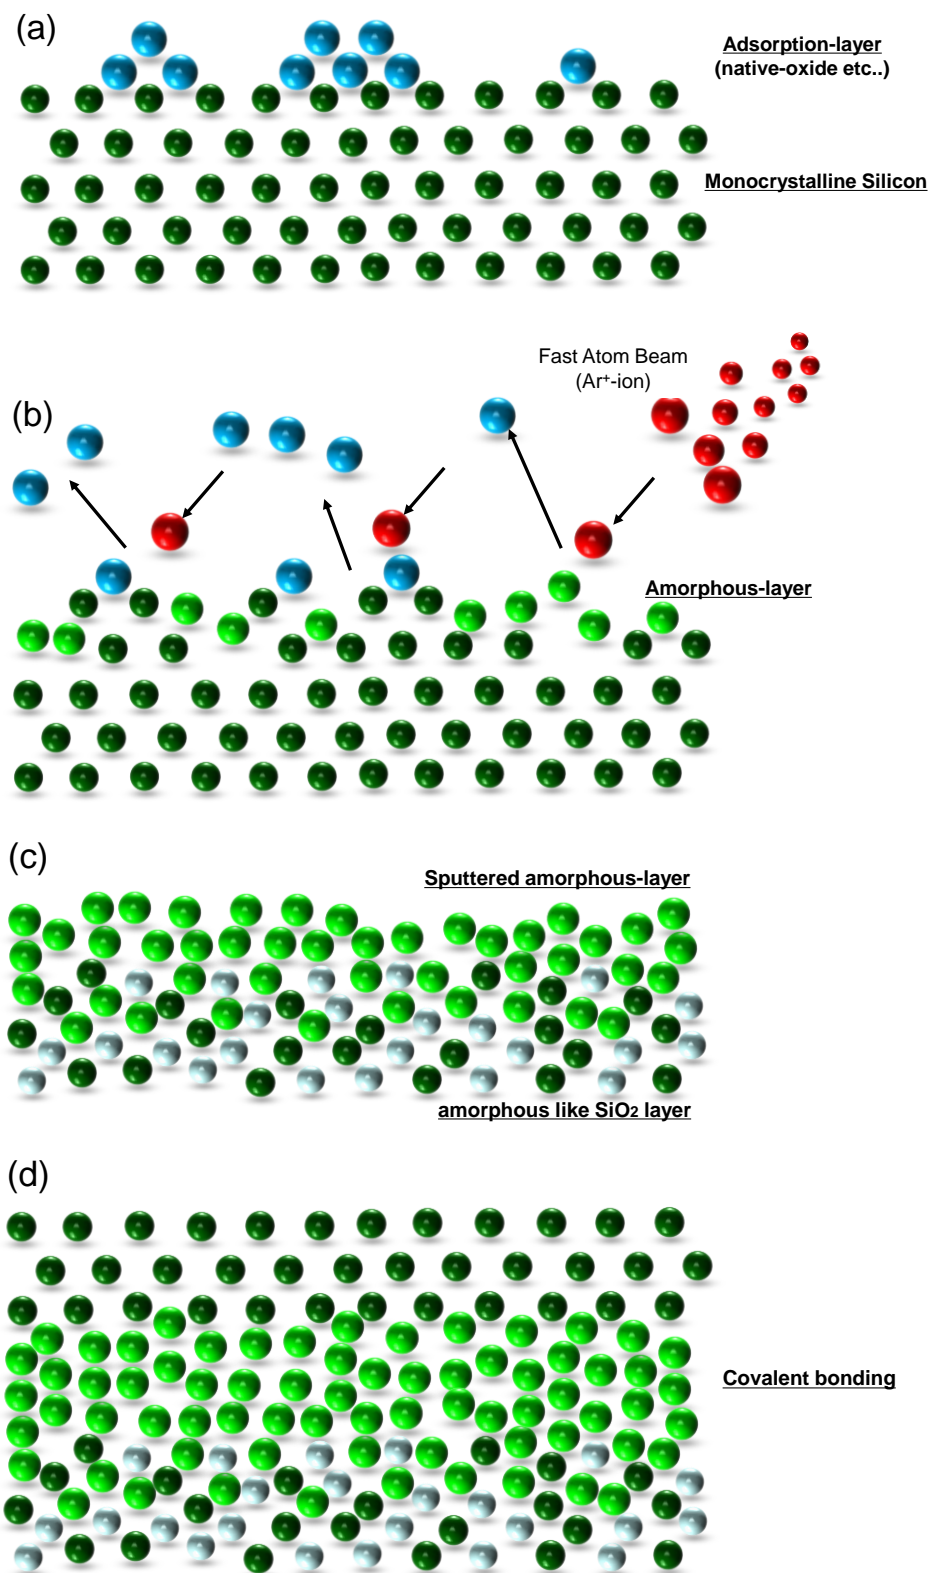 (a)
Adsorption-layer
(native-oxide etc..)
Monocrystalline Silicon
Fast Atom Beam
(Ar⁺-ion)
(b)
Amorphous-layer
(c)
Sputtered amorphous-layer
amorphous like SiO₂ layer
(d)
Covalent bonding